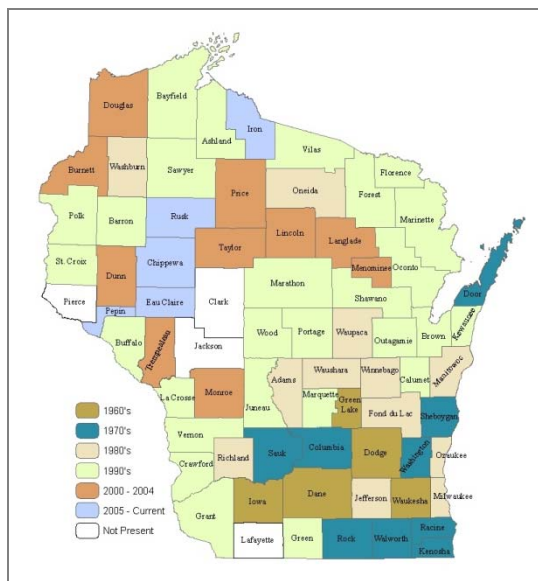 Douglas
Bayfield
Iron
Ashland
Vilas
Burnett
Washburn
Sawyer
Price
Oneida
Florence
Forest
Marinette
Polk
Barron
Rusk
Lincoln
Taylor
Langlade
St. Croix
Dunn
Chippewa
Menominee
Oconto
Marathon
Door
Pierce
Pepin
Eau Claire
Clark
Shawano
Buffalo
Trempealeau
Jackson
Wood
Portage
Waupaca
Outagamie
Brown
Kewaunee
La Crosse
Monroe
Juneau
Adams
Waushara
Winnebago
Calumet
Manitowoc
Marquette
Green
Lake
Fond du Lac
Sheboygan
Vernon
Crawford
Richland
Sauk
Columbia
Dodge
Washington
Ozaukee
Grant
Iowa
Dane
Jefferson
Waukesha
Milwaukee
Lafayette
Green
Rock
Walworth
Racine
Kenosha
1960's
1970's
1980's
1990's
2000 - 2004
2005 - Current
Not Present